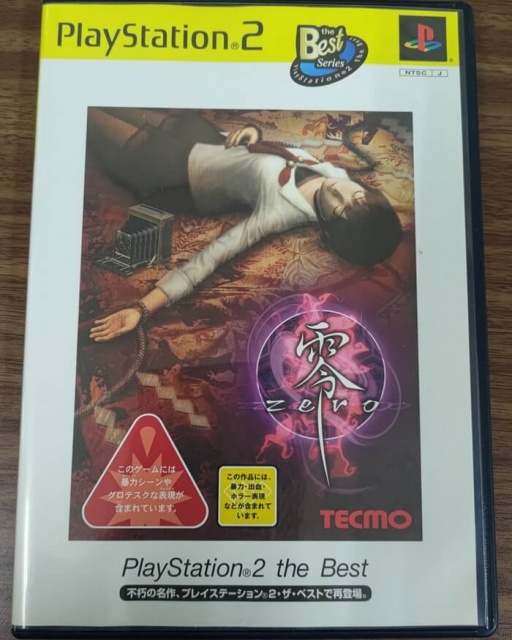 PlayStation®2
the
Best
Series
PlayStation2 the Best
NTSC J
零
zero
このゲームには
暴力シーンや
グロテスクな表現が
含まれています。
この作品には、
暴力・出血・
ホラー表現
などが含まれて
います。
TECMO
PlayStation®2 the Best
不朽の名作、プレイステーション®2・ザ・ベストで再登場。